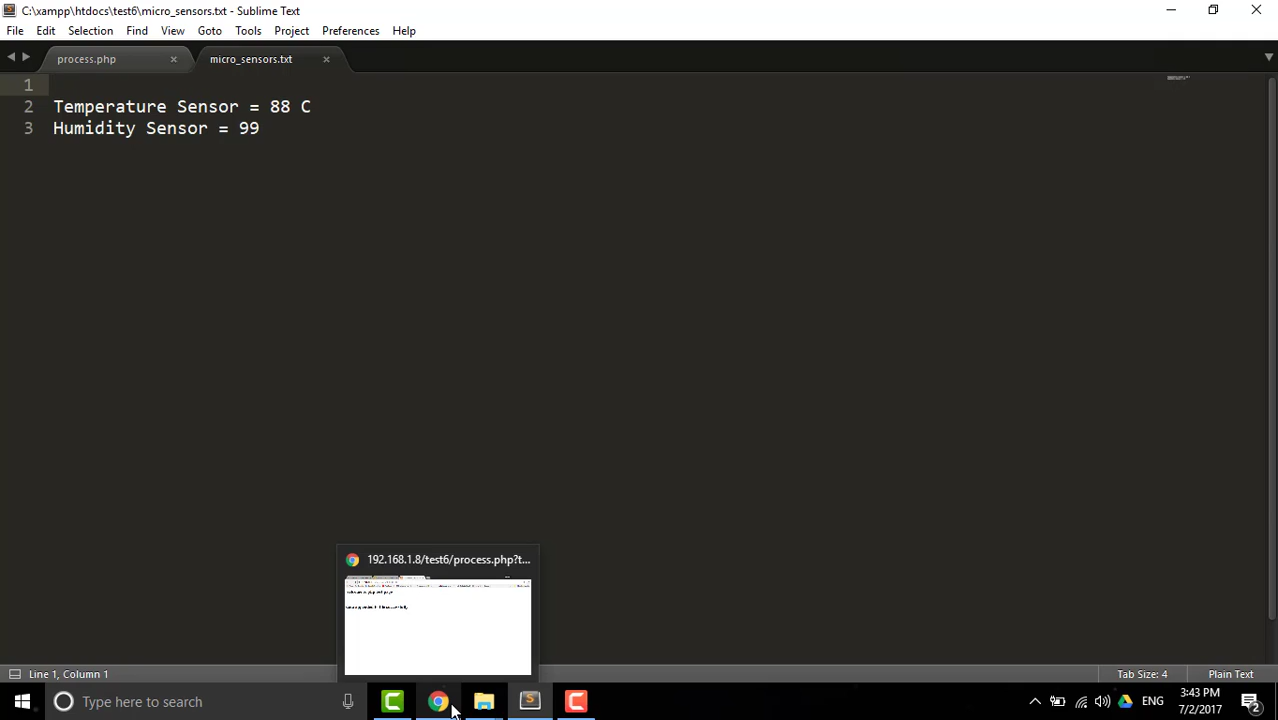 C:\xampp\htdocs\test6\micro_sensors.txt - Sublime Text
File Edit Selection Find View Goto Tools Project Preferences Help
process.php × micro_sensors.txt ×
1
2 Temperature Sensor = 88 C
3 Humidity Sensor = 99
192.168.1.8/test6/process.php?t...
Line 1, Column 1 Tab Size: 4 Plain Text
Type here to search
ENG
3:43 PM
7/2/2017
2